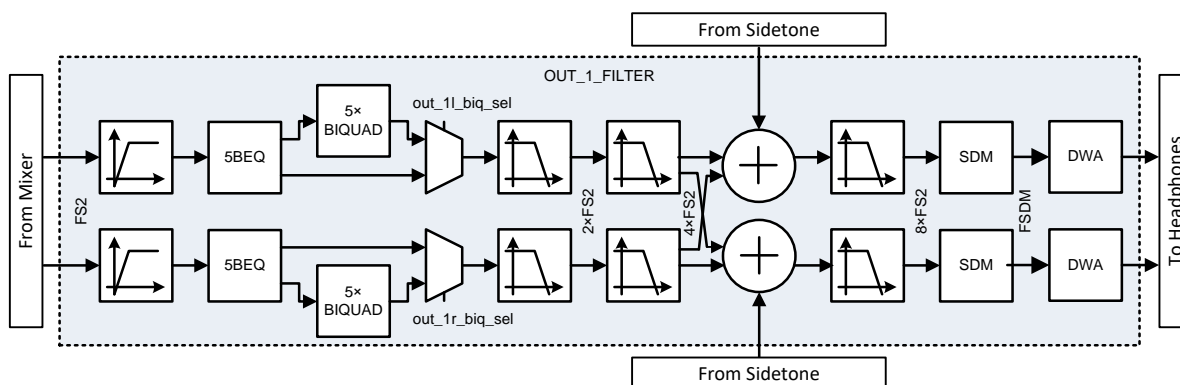 From Sidetone
OUT_1_FILTER
From Mixer
FS2
5BEQ
5×
BIQUAD
out_1l_biq_sel
2×FS2
4×FS2
8×FS2
SDM
FSDM
DWA
To Headphones
5BEQ
5×
BIQUAD
out_1r_biq_sel
SDM
DWA
From Sidetone